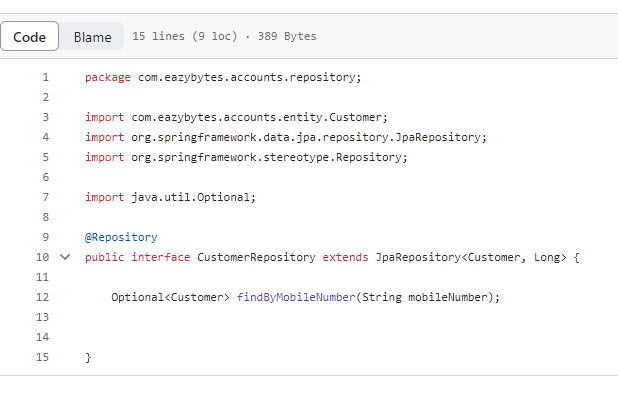 Code Blame 15 lines (9 loc) · 389 Bytes
1 package com.eazybytes.accounts.repository;
2
3 import com.eazybytes.accounts.entity.Customer;
4 import org.springframework.data.jpa.repository.JpaRepository;
5 import org.springframework.stereotype.Repository;
6
7 import java.util.Optional;
8
9 @Repository
10 public interface CustomerRepository extends JpaRepository<Customer, Long> {
11
12     Optional<Customer> findByMobileNumber(String mobileNumber);
13
14
15 }